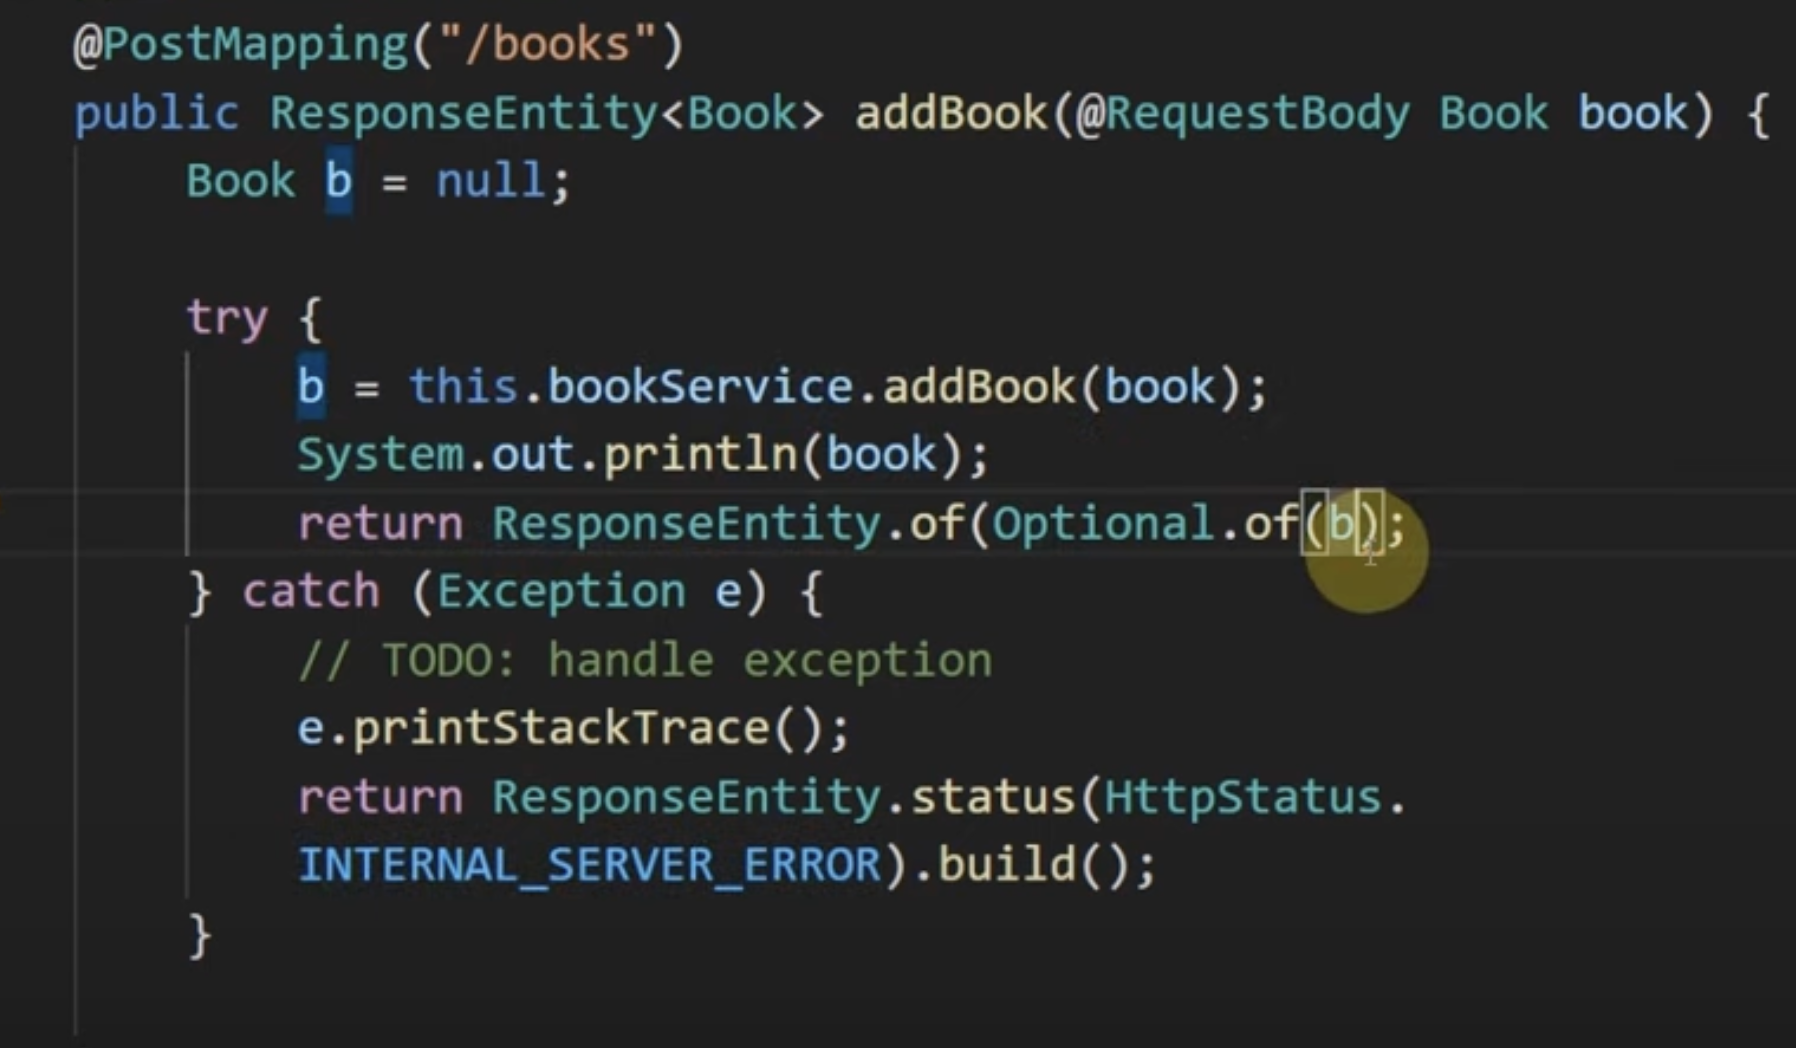 @PostMapping("/books")
public ResponseEntity<Book> addBook(@RequestBody Book book) {
Book b = null;
try {
b = this.bookService.addBook(book);
System.out.println(book);
return ResponseEntity.of(Optional.of(b);
} catch (Exception e) {
// TODO: handle exception
e.printStackTrace();
return ResponseEntity.status(HttpStatus.
INTERNAL_SERVER_ERROR).build();
}